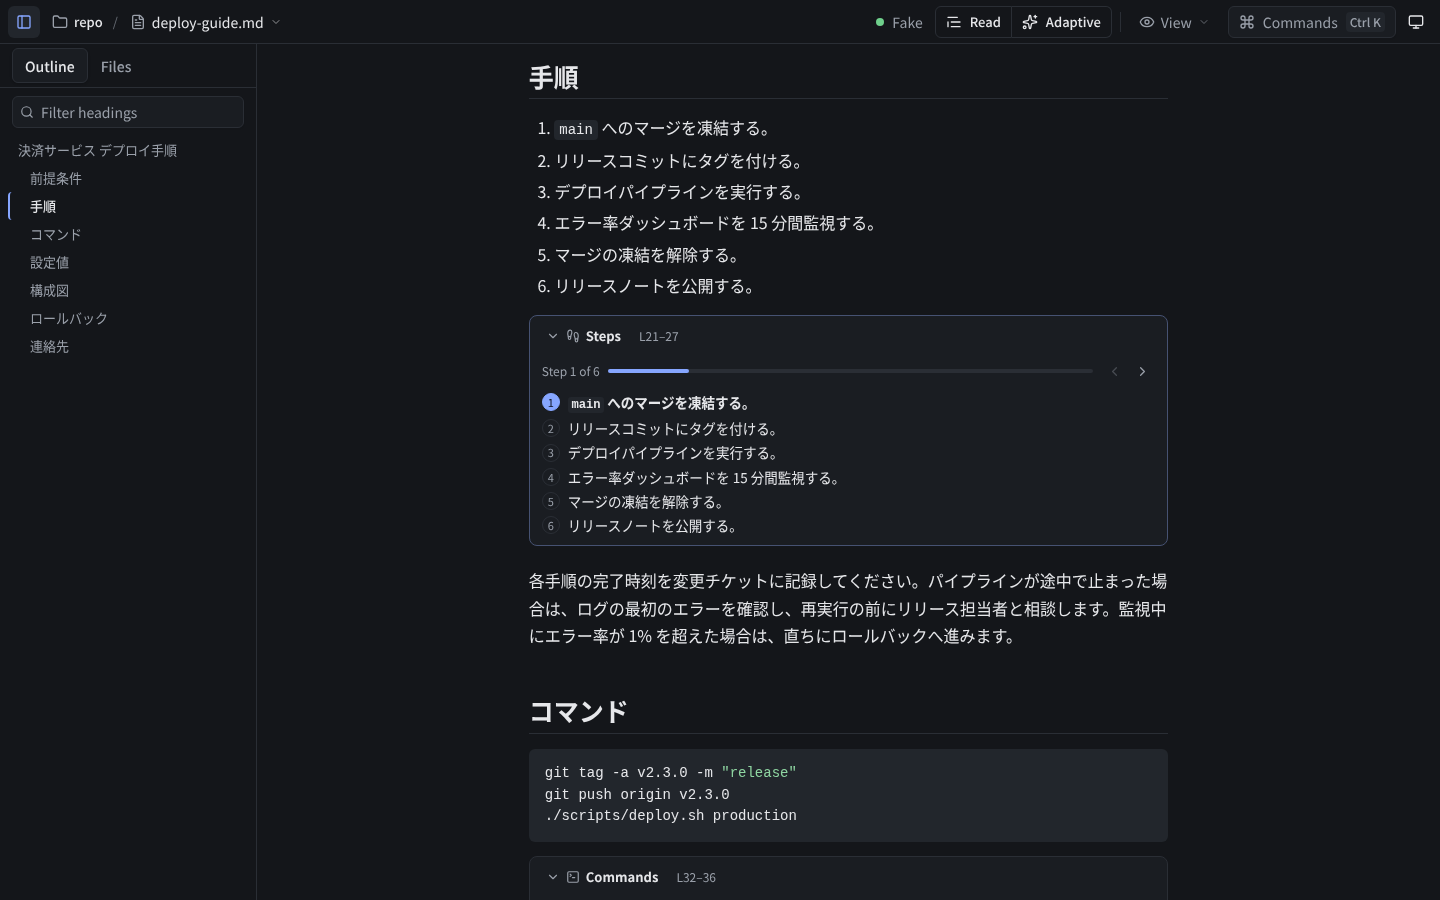 repo / deploy-guide.md
Fake
Read
Adaptive
View
Commands Ctrl K
Outline
Files
Filter headings
決済サービス デプロイ手順
前提条件
手順
コマンド
設定値
構成図
ロールバック
連絡先
手順
1. main へのマージを凍結する。
2. リリースコミットにタグを付ける。
3. デプロイパイプラインを実行する。
4. エラー率ダッシュボードを 15 分間監視する。
5. マージの凍結を解除する。
6. リリースノートを公開する。
Steps L21–27
Step 1 of 6
1 main へのマージを凍結する。
2 リリースコミットにタグを付ける。
3 デプロイパイプラインを実行する。
4 エラー率ダッシュボードを 15 分間監視する。
5 マージの凍結を解除する。
6 リリースノートを公開する。
各手順の完了時刻を変更チケットに記録してください。パイプラインが途中で止まった場
合は、ログの最初のエラーを確認し、再実行の前にリリース担当者と相談します。監視中
にエラー率が 1% を超えた場合は、直ちにロールバックへ進みます。
コマンド
git tag -a v2.3.0 -m "release"
git push origin v2.3.0
./scripts/deploy.sh production
Commands L32–36